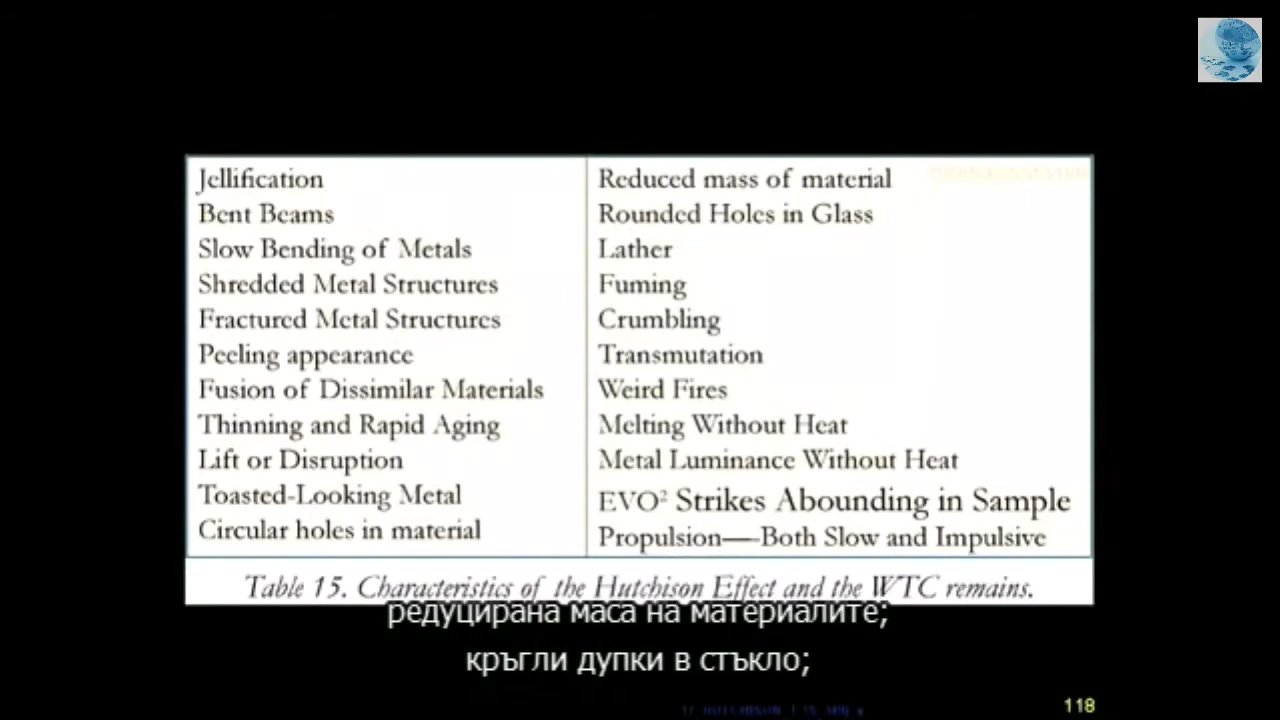 Jellification
Bent Beams
Slow Bending of Metals
Shredded Metal Structures
Fractured Metal Structures
Peeling appearance
Fusion of Dissimilar Materials
Thinning and Rapid Aging
Lift or Disruption
Toasted-Looking Metal
Circular holes in material
Reduced mass of material
Rounded Holes in Glass
Lather
Fuming
Crumbling
Transmutation
Weird Fires
Melting Without Heat
Metal Luminance Without Heat
EVO² Strikes Abounding in Sample
Propulsion—Both Slow and Impulsive
Table 15. Characteristics of the Hutchison Effect and the WTC remains.
редуцирана маса на материалите;
кръгли дупки в стъкло;
118